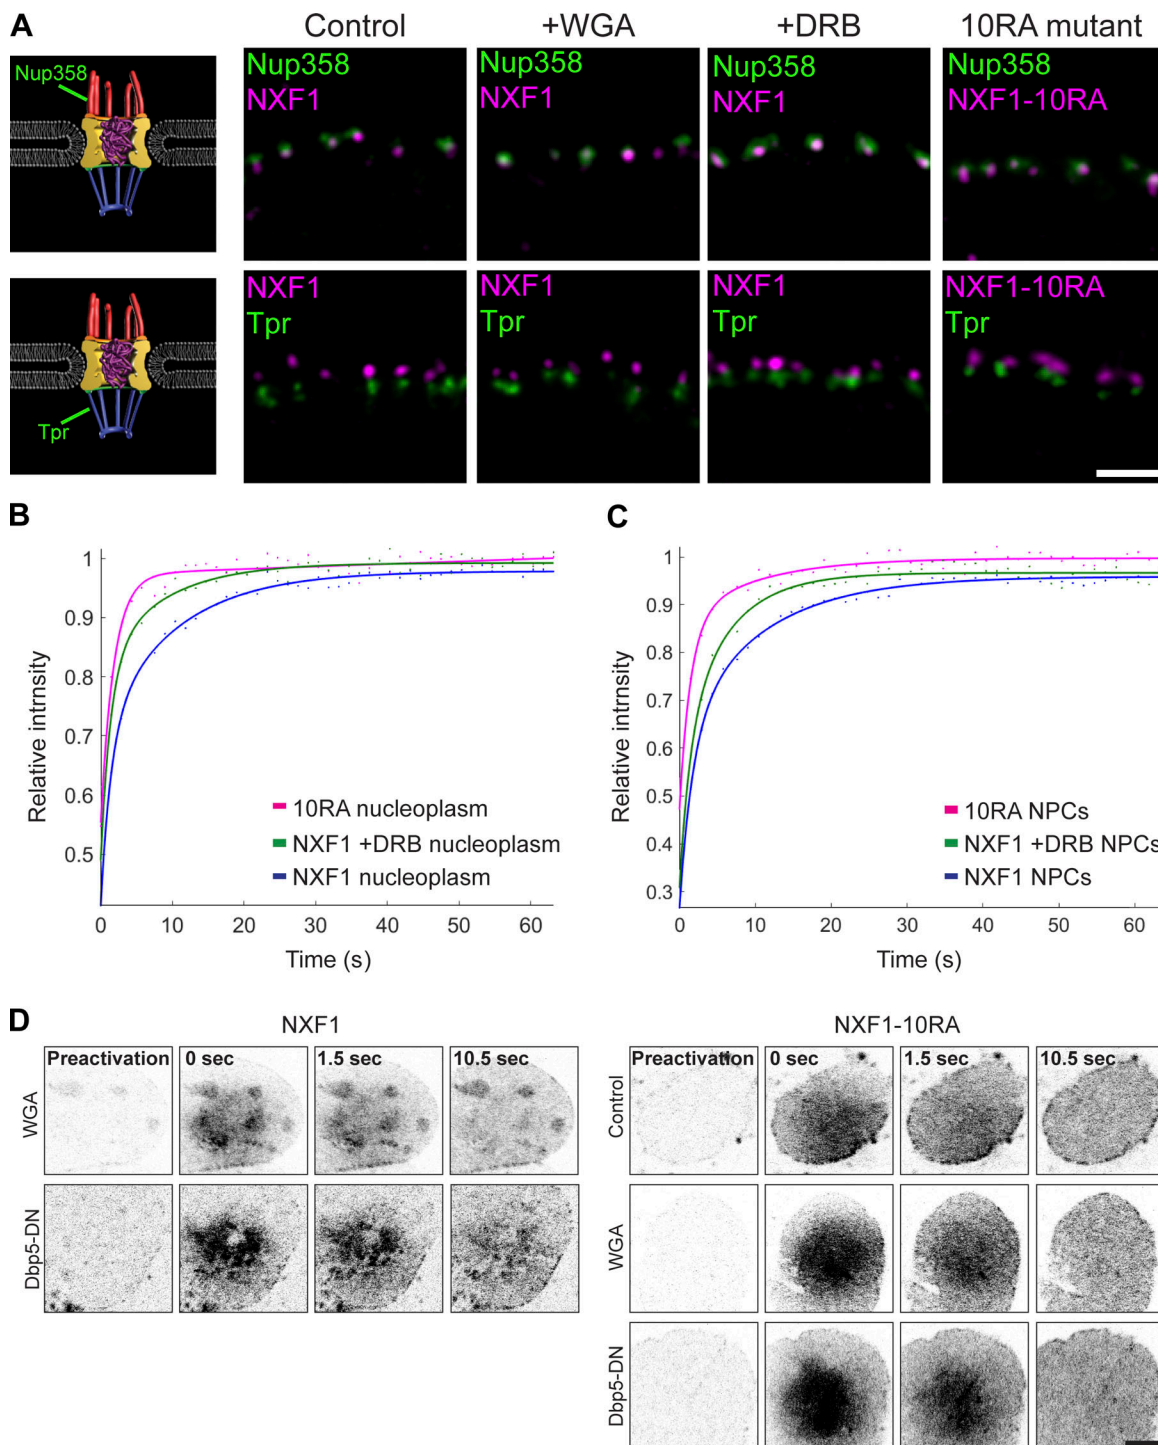 A
Control
+WGA
+DRB
10RA mutant
Nup358
Nup358
NXF1
Nup358
NXF1
Nup358
NXF1
Nup358
NXF1-10RA
Tpr
NXF1
Tpr
NXF1
Tpr
NXF1
Tpr
NXF1-10RA
Tpr
B
Relative intrnsity
1
0.9
0.8
0.7
0.6
0.5
10RA nucleoplasm
NXF1 +DRB nucleoplasm
NXF1 nucleoplasm
0 10 20 30 40 50 60
Time (s)
C
Relative intrnsity
1
0.9
0.8
0.7
0.6
0.5
0.4
0.3
10RA NPCs
NXF1 +DRB NPCs
NXF1 NPCs
0 10 20 30 40 50 60
Time (s)
D
NXF1
Preactivation
0 sec
1.5 sec
10.5 sec
WGA
Dbp5-DN
NXF1-10RA
Preactivation
0 sec
1.5 sec
10.5 sec
Control
WGA
Dbp5-DN